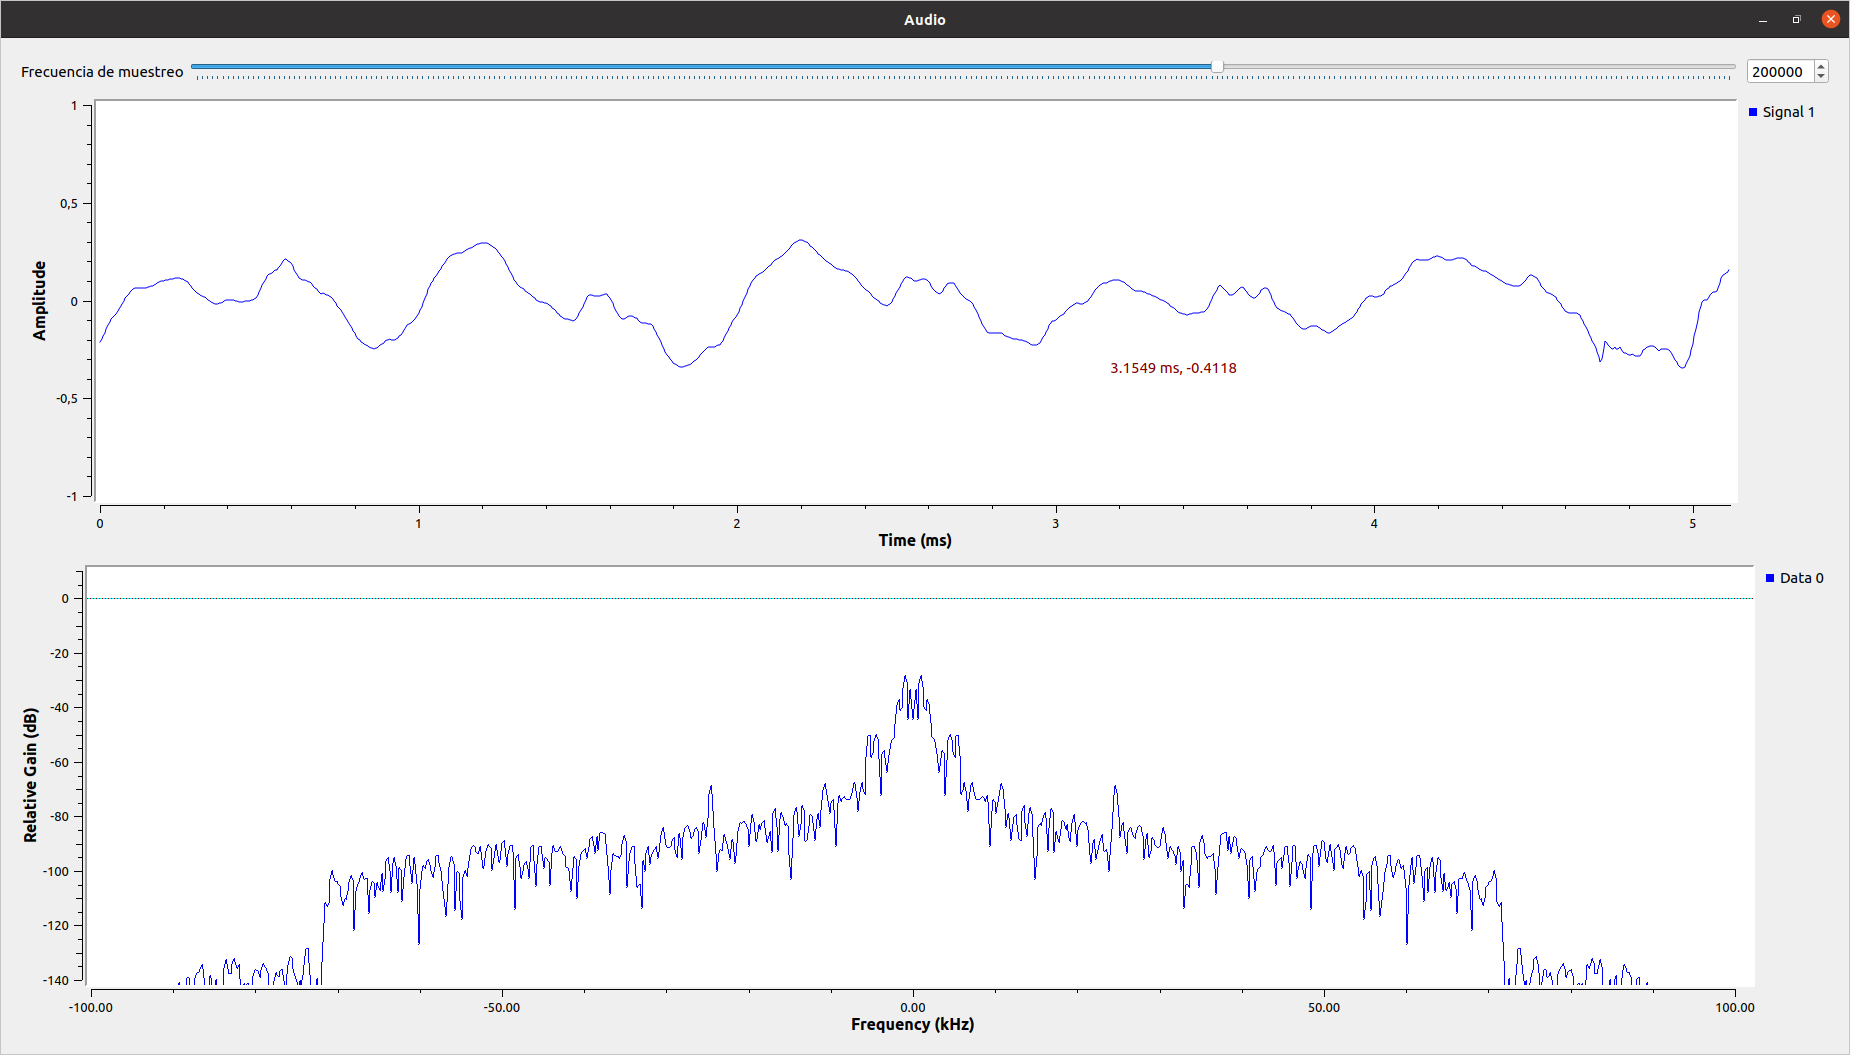 Audio
Frecuencia de muestreo
200000
1
0,5
0
-0,5
-1
Amplitude
Signal 1
3.1549 ms, -0.4118
0 1 2 3 4 5
Time (ms)
0
-20
-40
-60
-80
-100
-120
-140
Relative Gain (dB)
Data 0
-100.00 -50.00 0.00 50.00 100.00
Frequency (kHz)